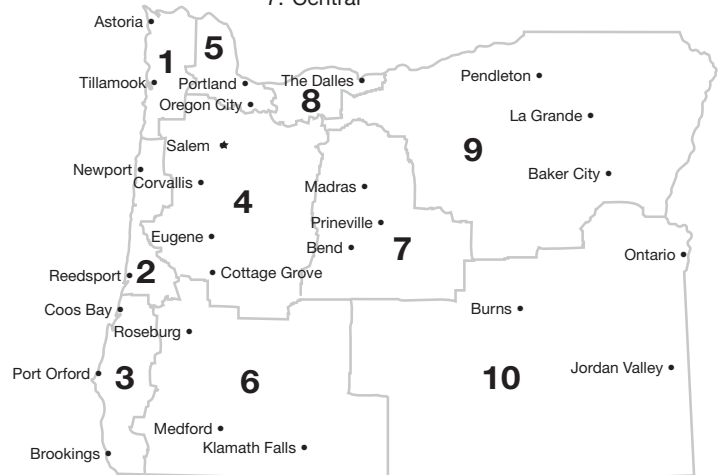 7. Central
Astoria
5
1
Tillamook
Portland
The Dalles
Pendleton
Oregon City
8
La Grande
Salem
9
Newport
Corvallis
Madras
Baker City
4
Prineville
Eugene
Bend
7
Ontario
Reedsport
2
Cottage Grove
Coos Bay
Burns
Roseburg
Port Orford
3
6
10
Jordan Valley
Medford
Klamath Falls
Brookings